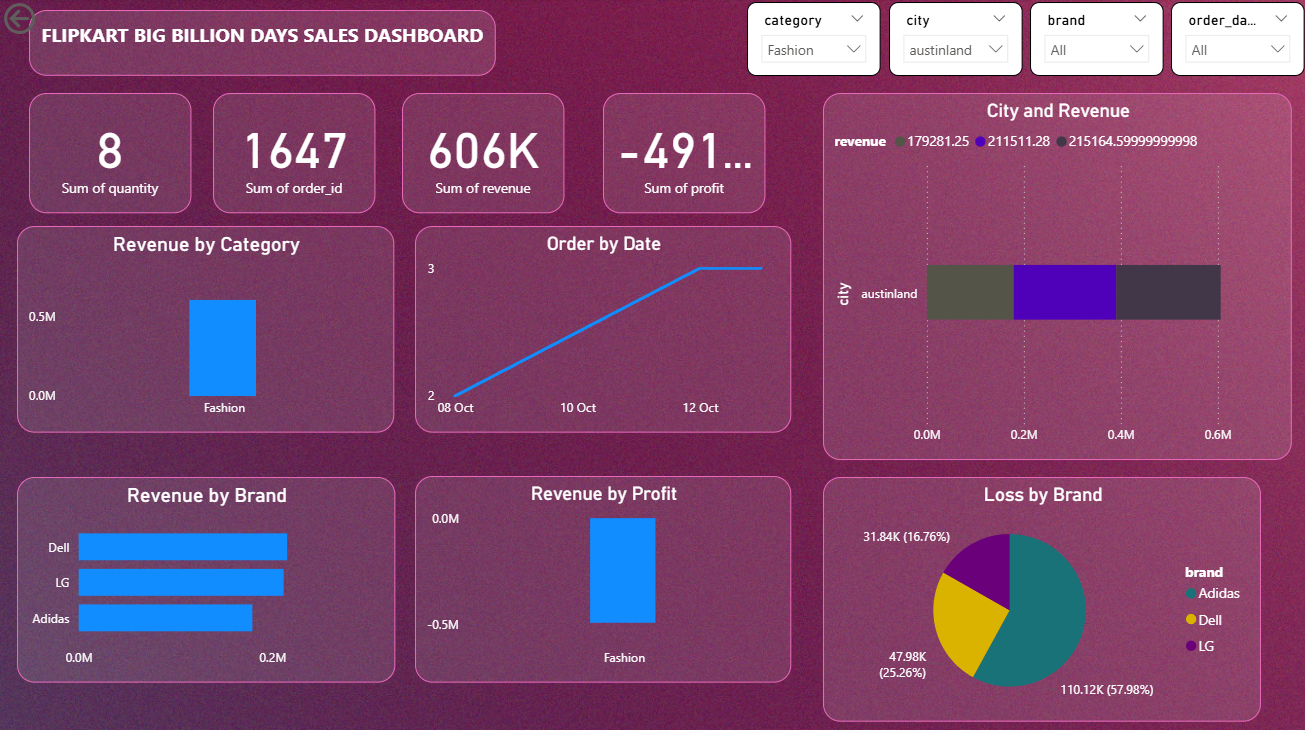 FLIPKART BIG BILLION DAYS SALES DASHBOARD
category
Fashion
city
austinland
brand
All
order_da...
All
8
Sum of quantity
1647
Sum of order_id
606K
Sum of revenue
-491...
Sum of profit
City and Revenue
revenue 179281.25 211511.28 215164.59999999998
city
austinland
0.0M 0.2M 0.4M 0.6M
Revenue by Category
0.5M
0.0M
Fashion
Order by Date
3
2
08 Oct 10 Oct 12 Oct
Revenue by Brand
Dell
LG
Adidas
0.0M 0.2M
Revenue by Profit
0.0M
-0.5M
Fashion
Loss by Brand
31.84K (16.76%)
47.98K
(25.26%)
110.12K (57.98%)
brand
Adidas
Dell
LG